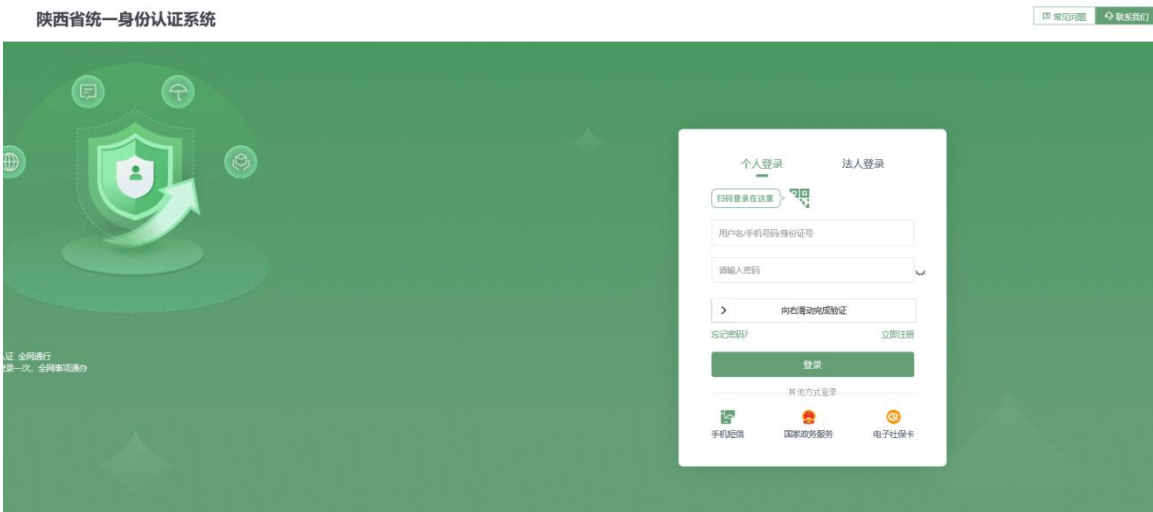 陕西省统一身份认证系统
常见问题
联系我们
个人登录 法人登录
扫码登录在这里
用户名/手机号码/身份证号
请输入密码
向右滑动完成验证
忘记密码? 立即注册
证 全网通行
登录一次，全网事项通办
登录
其他方式登录
手机短信 国家政务服务 电子社保卡